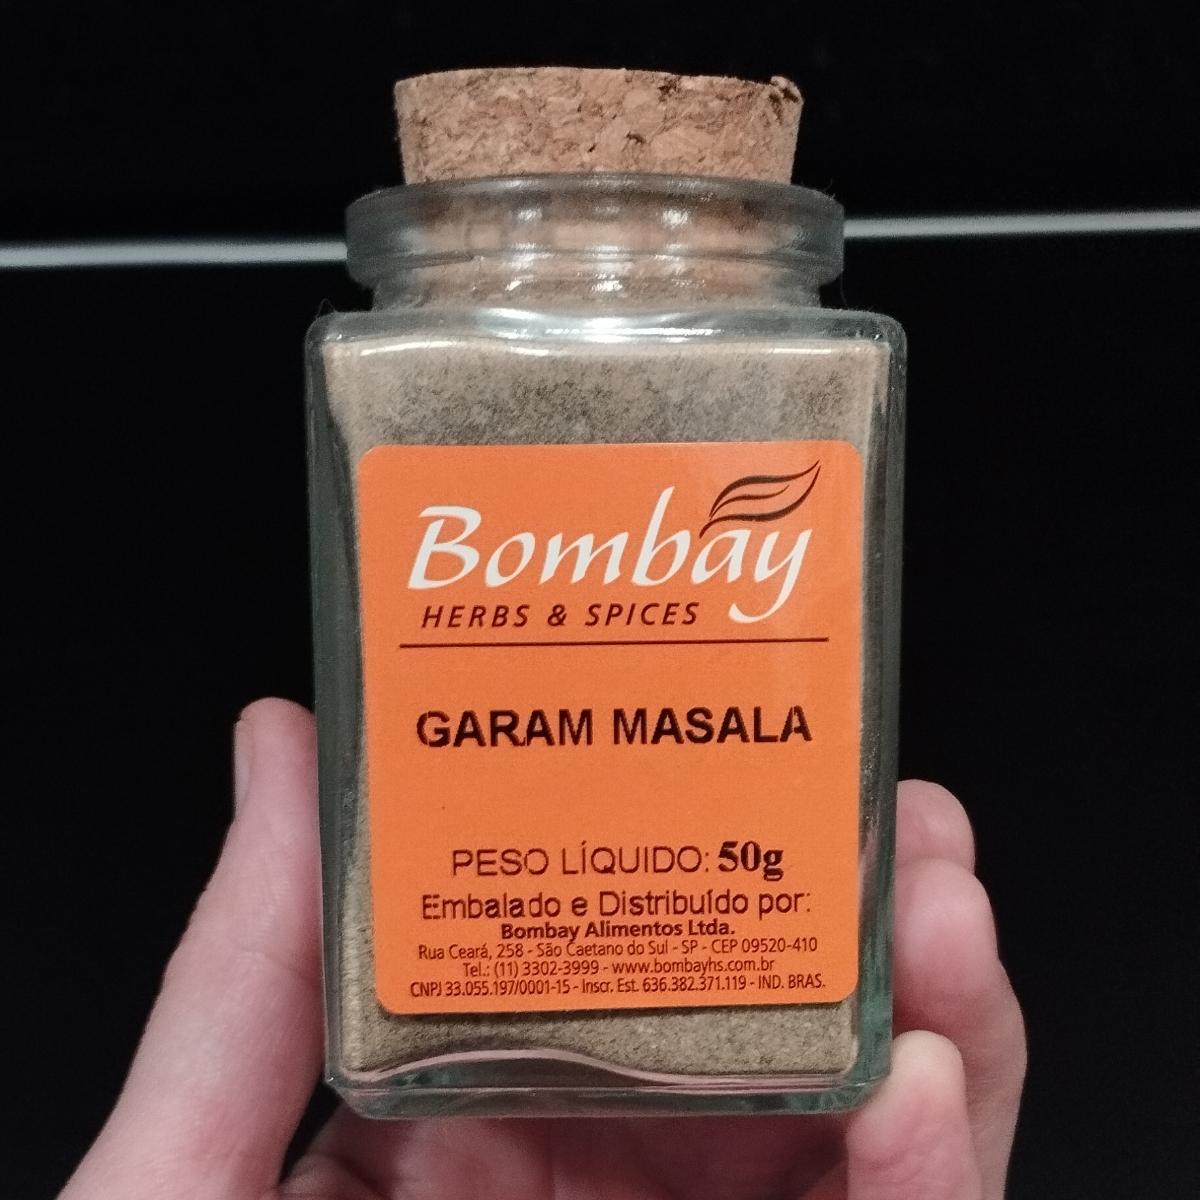 Bombay
HERBS & SPICES
GARAM MASALA
PESO LÍQUIDO: 50g
Embalado e Distribuído por:
Bombay Alimentos Ltda.
Rua Ceará, 258 - São Caetano do Sul - SP - CEP 09520-410
Tel.: (11) 3302-3999 - www.bombayhs.com.br
CNPJ 33.055.197/0001-15 - Inscr. Est. 636.382.371.119 - IND. BRAS.